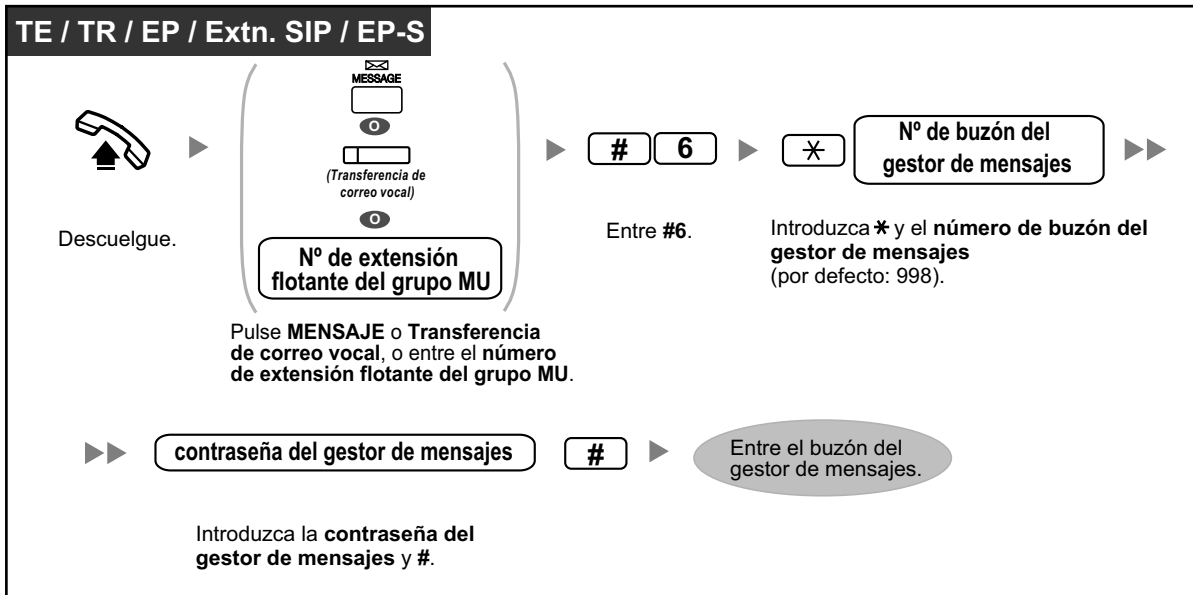 TE / TR / EP / Extn. SIP / EP-S
MESSAGE
O
(Transferencia de
correo vocal)
O
Nº de extensión
flotante del grupo MU
# 6
* Nº de buzón del
gestor de mensajes
Descuelgue.
Pulse MENSAJE o Transferencia
de correo vocal, o entre el número
de extensión flotante del grupo MU.
Entre #6.
Introduzca * y el número de buzón del
gestor de mensajes
(por defecto: 998).
contraseña del gestor de mensajes #
Entre el buzón del
gestor de mensajes.
Introduzca la contraseña del
gestor de mensajes y #.